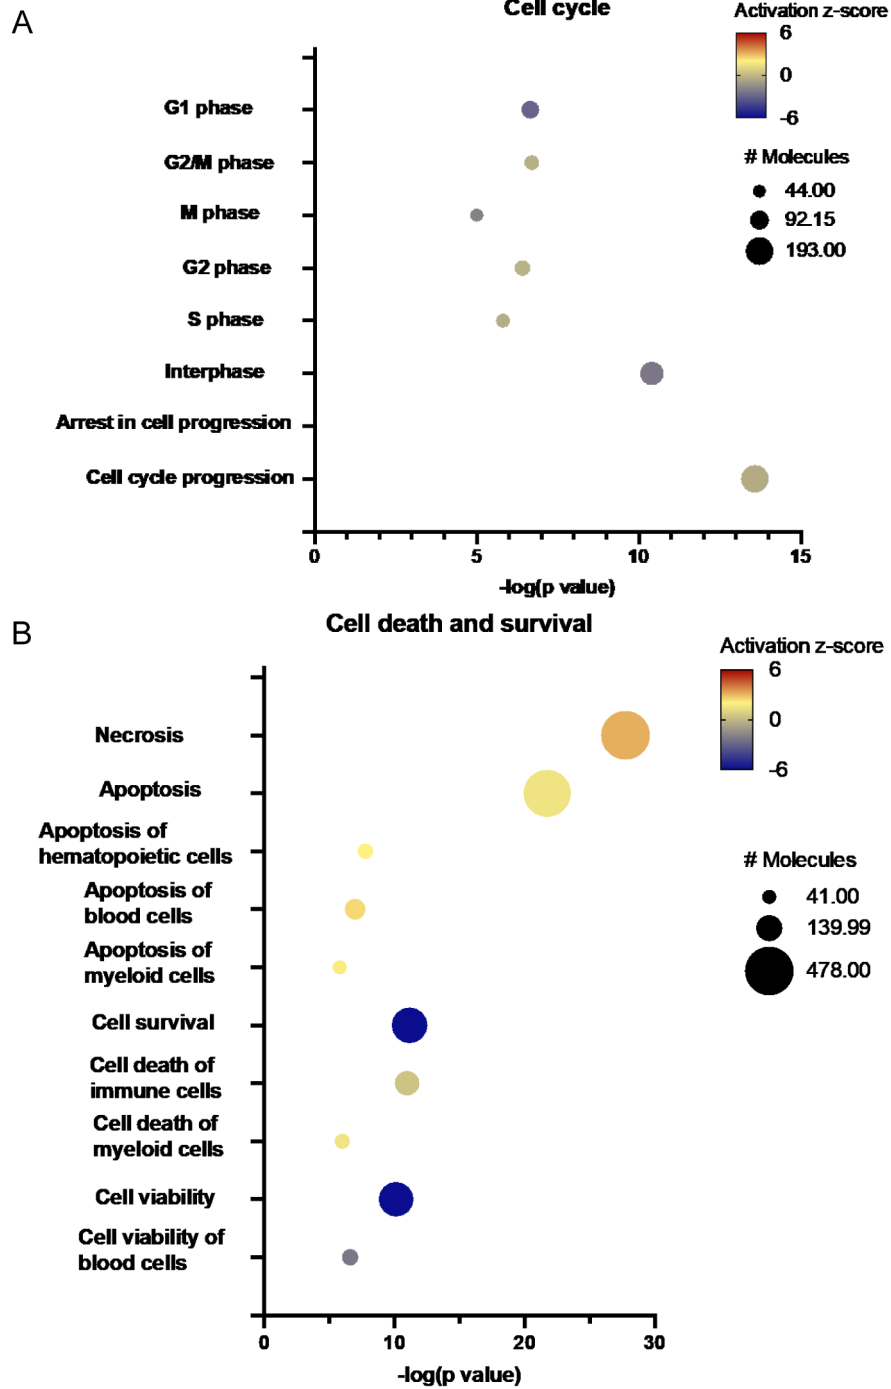 A
Cell cycle
Activation z-score
6
0
-6
# Molecules
44.00
92.15
193.00
G1 phase
G2/M phase
M phase
G2 phase
S phase
Interphase
Arrest in cell progression
Cell cycle progression
0
5
10
15
-log(p value)
B
Cell death and survival
Activation z-score
6
0
-6
# Molecules
41.00
139.99
478.00
Necrosis
Apoptosis
Apoptosis of
hematopoietic cells
Apoptosis of
blood cells
Apoptosis of
myeloid cells
Cell survival
Cell death of
immune cells
Cell death of
myeloid cells
Cell viability
Cell viability of
blood cells
0
10
20
30
-log(p value)